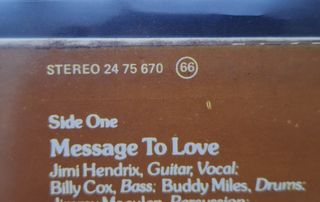 STEREO 24 75 670 66
Side One
Message To Love
Jimi Hendrix, Guitar, Vocal;
Billy Cox, Bass; Buddy Miles, Drums;